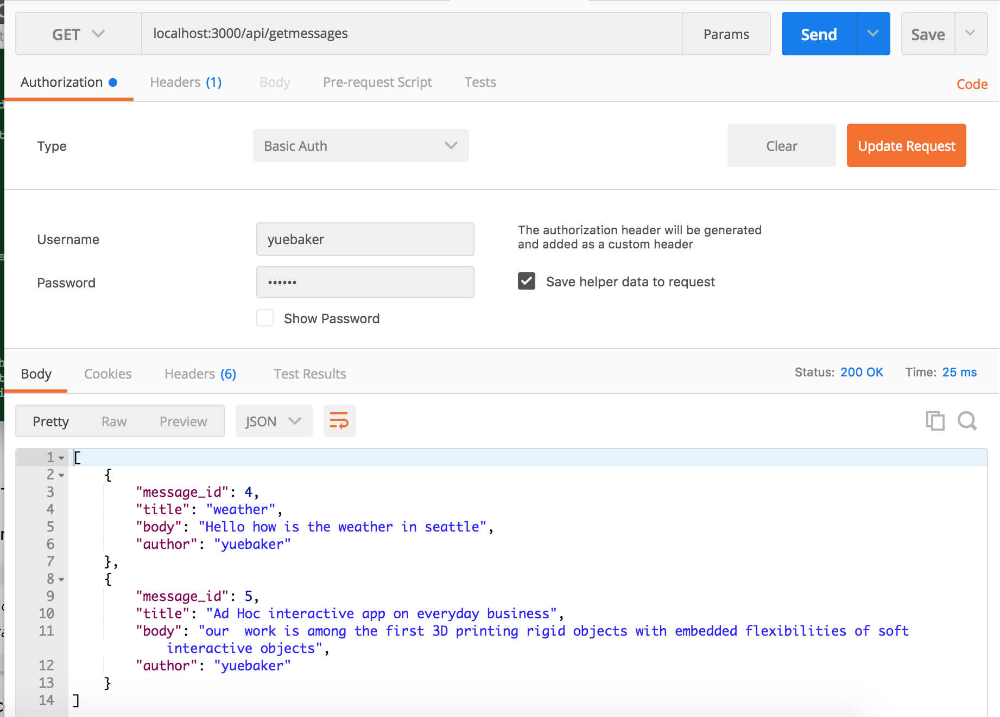 GET localhost:3000/api/getmessages Params Send Save
Authorization Headers (1) Body Pre-request Script Tests Code
Type Basic Auth Clear Update Request
Username yuebaker The authorization header will be generated
and added as a custom header
Password •••••• Save helper data to request
Show Password
Body Cookies Headers (6) Test Results Status: 200 OK Time: 25 ms
Pretty Raw Preview JSON
1 [
2 {
3 "message_id": 4,
4 "title": "weather",
5 "body": "Hello how is the weather in seattle",
6 "author": "yuebaker"
7 },
8 {
9 "message_id": 5,
10 "title": "Ad Hoc interactive app on everyday business",
11 "body": "our  work is among the first 3D printing rigid objects with embedded flexibilities of soft
interactive objects",
12 "author": "yuebaker"
13 }
14 ]